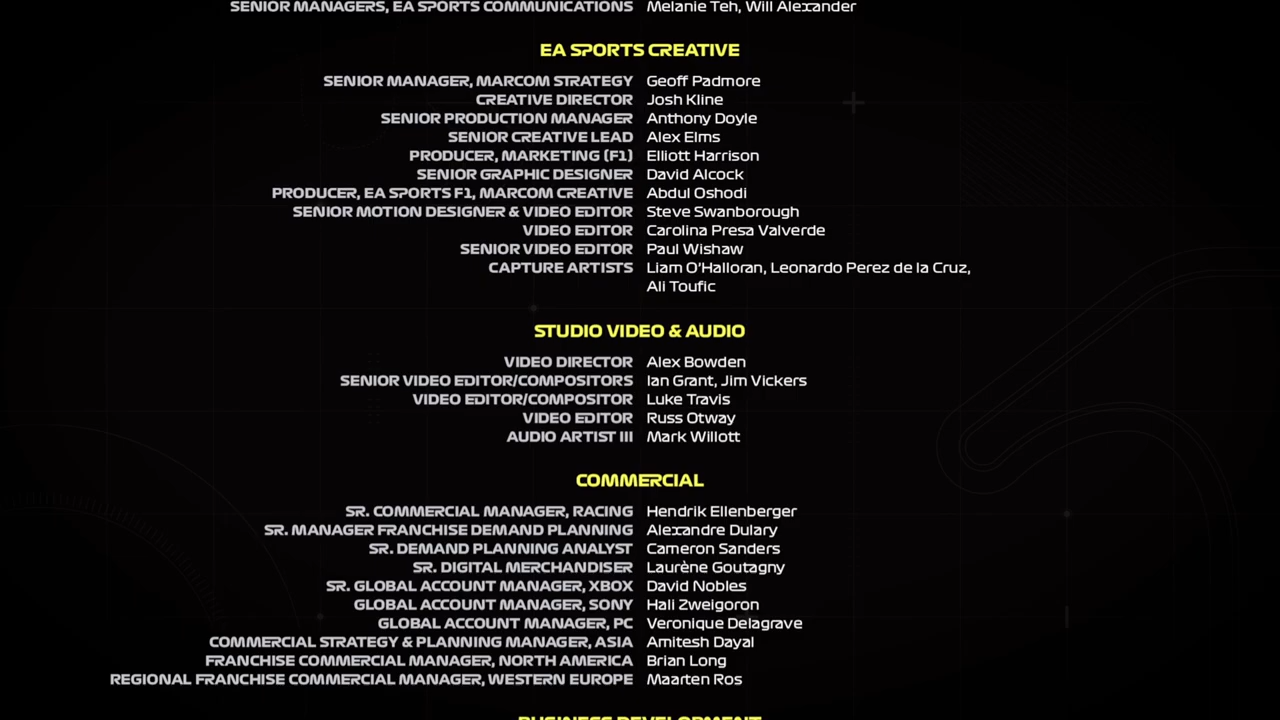 SENIOR MANAGERS, EA SPORTS COMMUNICATIONS Melanie Teh, Will Alexander
EA SPORTS CREATIVE
SENIOR MANAGER, MARCOM STRATEGY Geoff Padmore
CREATIVE DIRECTOR Josh Kline
SENIOR PRODUCTION MANAGER Anthony Doyle
SENIOR CREATIVE LEAD Alex Elms
PRODUCER, MARKETING (F1) Elliott Harrison
SENIOR GRAPHIC DESIGNER David Alcock
PRODUCER, EA SPORTS F1, MARCOM CREATIVE Abdul Oshodi
SENIOR MOTION DESIGNER & VIDEO EDITOR Steve Swanborough
VIDEO EDITOR Carolina Presa Valverde
SENIOR VIDEO EDITOR Paul Wishaw
CAPTURE ARTISTS Liam O'Halloran, Leonardo Perez de la Cruz,
Ali Toufic
STUDIO VIDEO & AUDIO
VIDEO DIRECTOR Alex Bowden
SENIOR VIDEO EDITOR/COMPOSITORS Ian Grant, Jim Vickers
VIDEO EDITOR/COMPOSITOR Luke Travis
VIDEO EDITOR Russ Otway
AUDIO ARTIST III Mark Willott
COMMERCIAL
SR. COMMERCIAL MANAGER, RACING Hendrik Ellenberger
SR. MANAGER FRANCHISE DEMAND PLANNING Alexandre Dulary
SR. DEMAND PLANNING ANALYST Cameron Sanders
SR. DIGITAL MERCHANDISER Laurène Goutagny
SR. GLOBAL ACCOUNT MANAGER, XBOX David Nobles
GLOBAL ACCOUNT MANAGER, SONY Hali Zweigoron
GLOBAL ACCOUNT MANAGER, PC Veronique Delagrave
COMMERCIAL STRATEGY & PLANNING MANAGER, ASIA Amitesh Dayal
FRANCHISE COMMERCIAL MANAGER, NORTH AMERICA Brian Long
REGIONAL FRANCHISE COMMERCIAL MANAGER, WESTERN EUROPE Maarten Ros
BUSINESS DEVELOPMENT